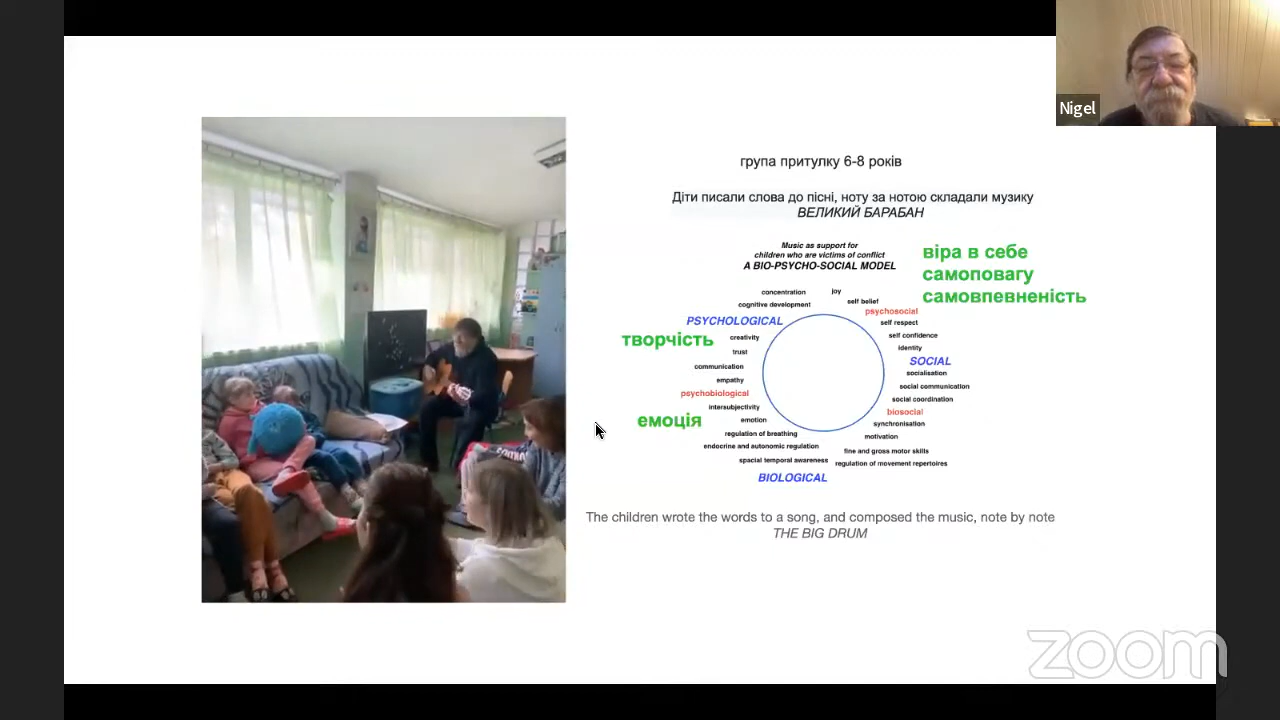 Nigel
група притулку 6-8 років
Діти писали слова до пісні, ноту за нотою складали музику
ВЕЛИКИЙ БАРАБАН
Music as support for
children who are victims of conflict
A BIO-PSYCHO-SOCIAL MODEL
віра в себе
самоповагу
самовпевненість
concentration
joy
cognitive development
self belief
psychosocial
PSYCHOLOGICAL
self respect
творчість
creativity
self confidence
trust
identity
SOCIAL
communication
socialisation
empathy
social communication
psychobiological
social coordination
intersubjectivity
biosocial
емоція
emotion
synchronisation
regulation of breathing
motivation
endocrine and autonomic regulation
fine and gross motor skills
spacial temporal awareness
regulation of movement repertoires
BIOLOGICAL
The children wrote the words to a song, and composed the music, note by note
THE BIG DRUM
zoom